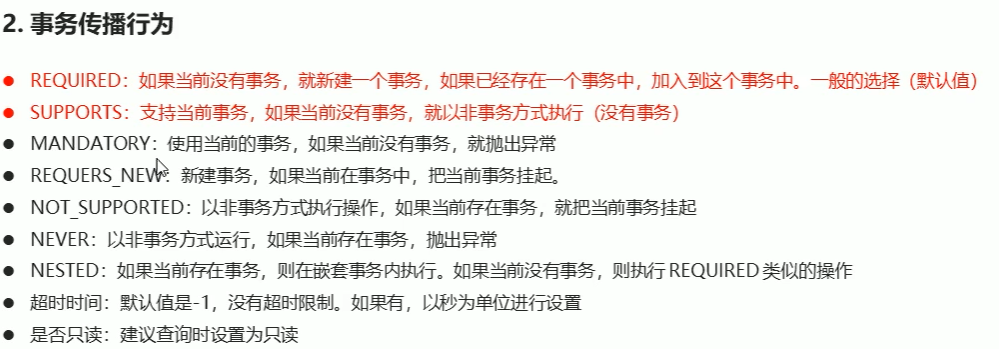 2. 事务传播行为
● REQUIRED：如果当前没有事务，就新建一个事务，如果已经存在一个事务中，加入到这个事务中。一般的选择（默认值）
● SUPPORTS：支持当前事务，如果当前没有事务，就以非事务方式执行（没有事务）
● MANDATORY：使用当前的事务，如果当前没有事务，就抛出异常
● REQUERS_NEW：新建事务，如果当前在事务中，把当前事务挂起。
● NOT_SUPPORTED：以非事务方式执行操作，如果当前存在事务，就把当前事务挂起
● NEVER：以非事务方式运行，如果当前存在事务，抛出异常
● NESTED：如果当前存在事务，则在嵌套事务内执行。如果当前没有事务，则执行 REQUIRED 类似的操作
● 超时时间：默认值是-1，没有超时限制。如果有，以秒为单位进行设置
● 是否只读：建议查询时设置为只读